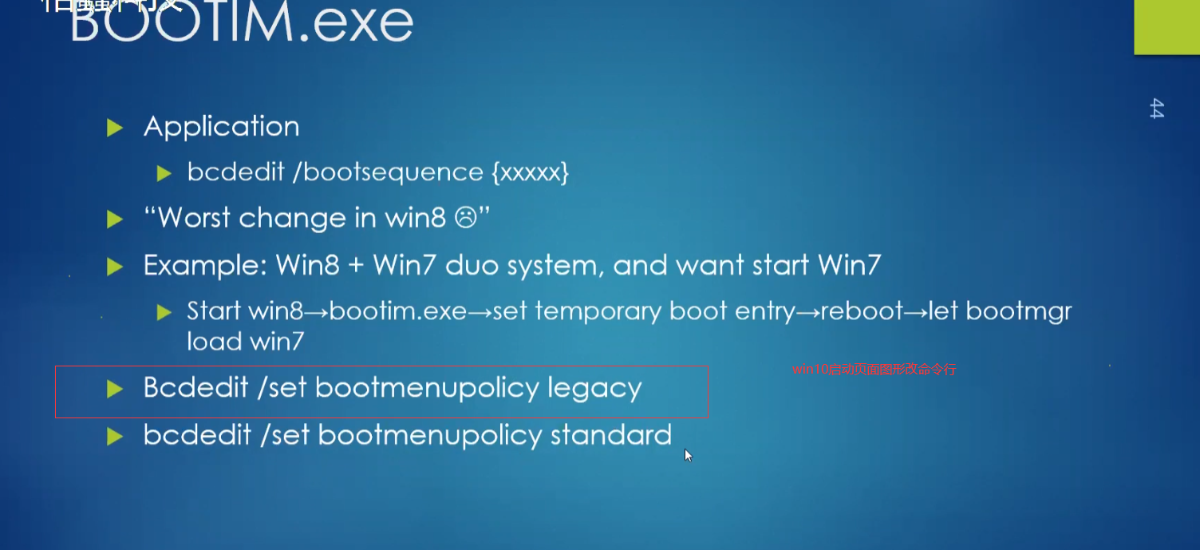 BOOTIM.exe
44
Application
bcdedit /bootsequence {xxxxx}
“Worst change in win8 ☹”
Example: Win8 + Win7 duo system, and want start Win7
Start win8→bootim.exe→set temporary boot entry→reboot→let bootmgr
load win7
win10启动页面图形改命令行
Bcdedit /set bootmenupolicy legacy
bcdedit /set bootmenupolicy standard